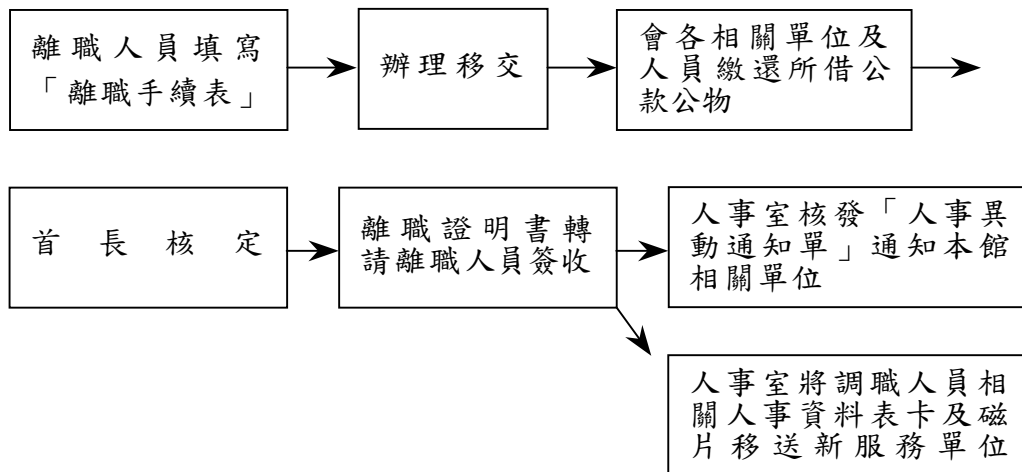 離職人員填寫
「離職手續表」
辦理移交
會各相關單位及
人員繳還所借公
款公物
首長核定
離職證明書轉
請離職人員簽收
人事室核發「人事異
動通知單」通知本館
相關單位
人事室將調職人員相
關人事資料表卡及磁
片移送新服務單位